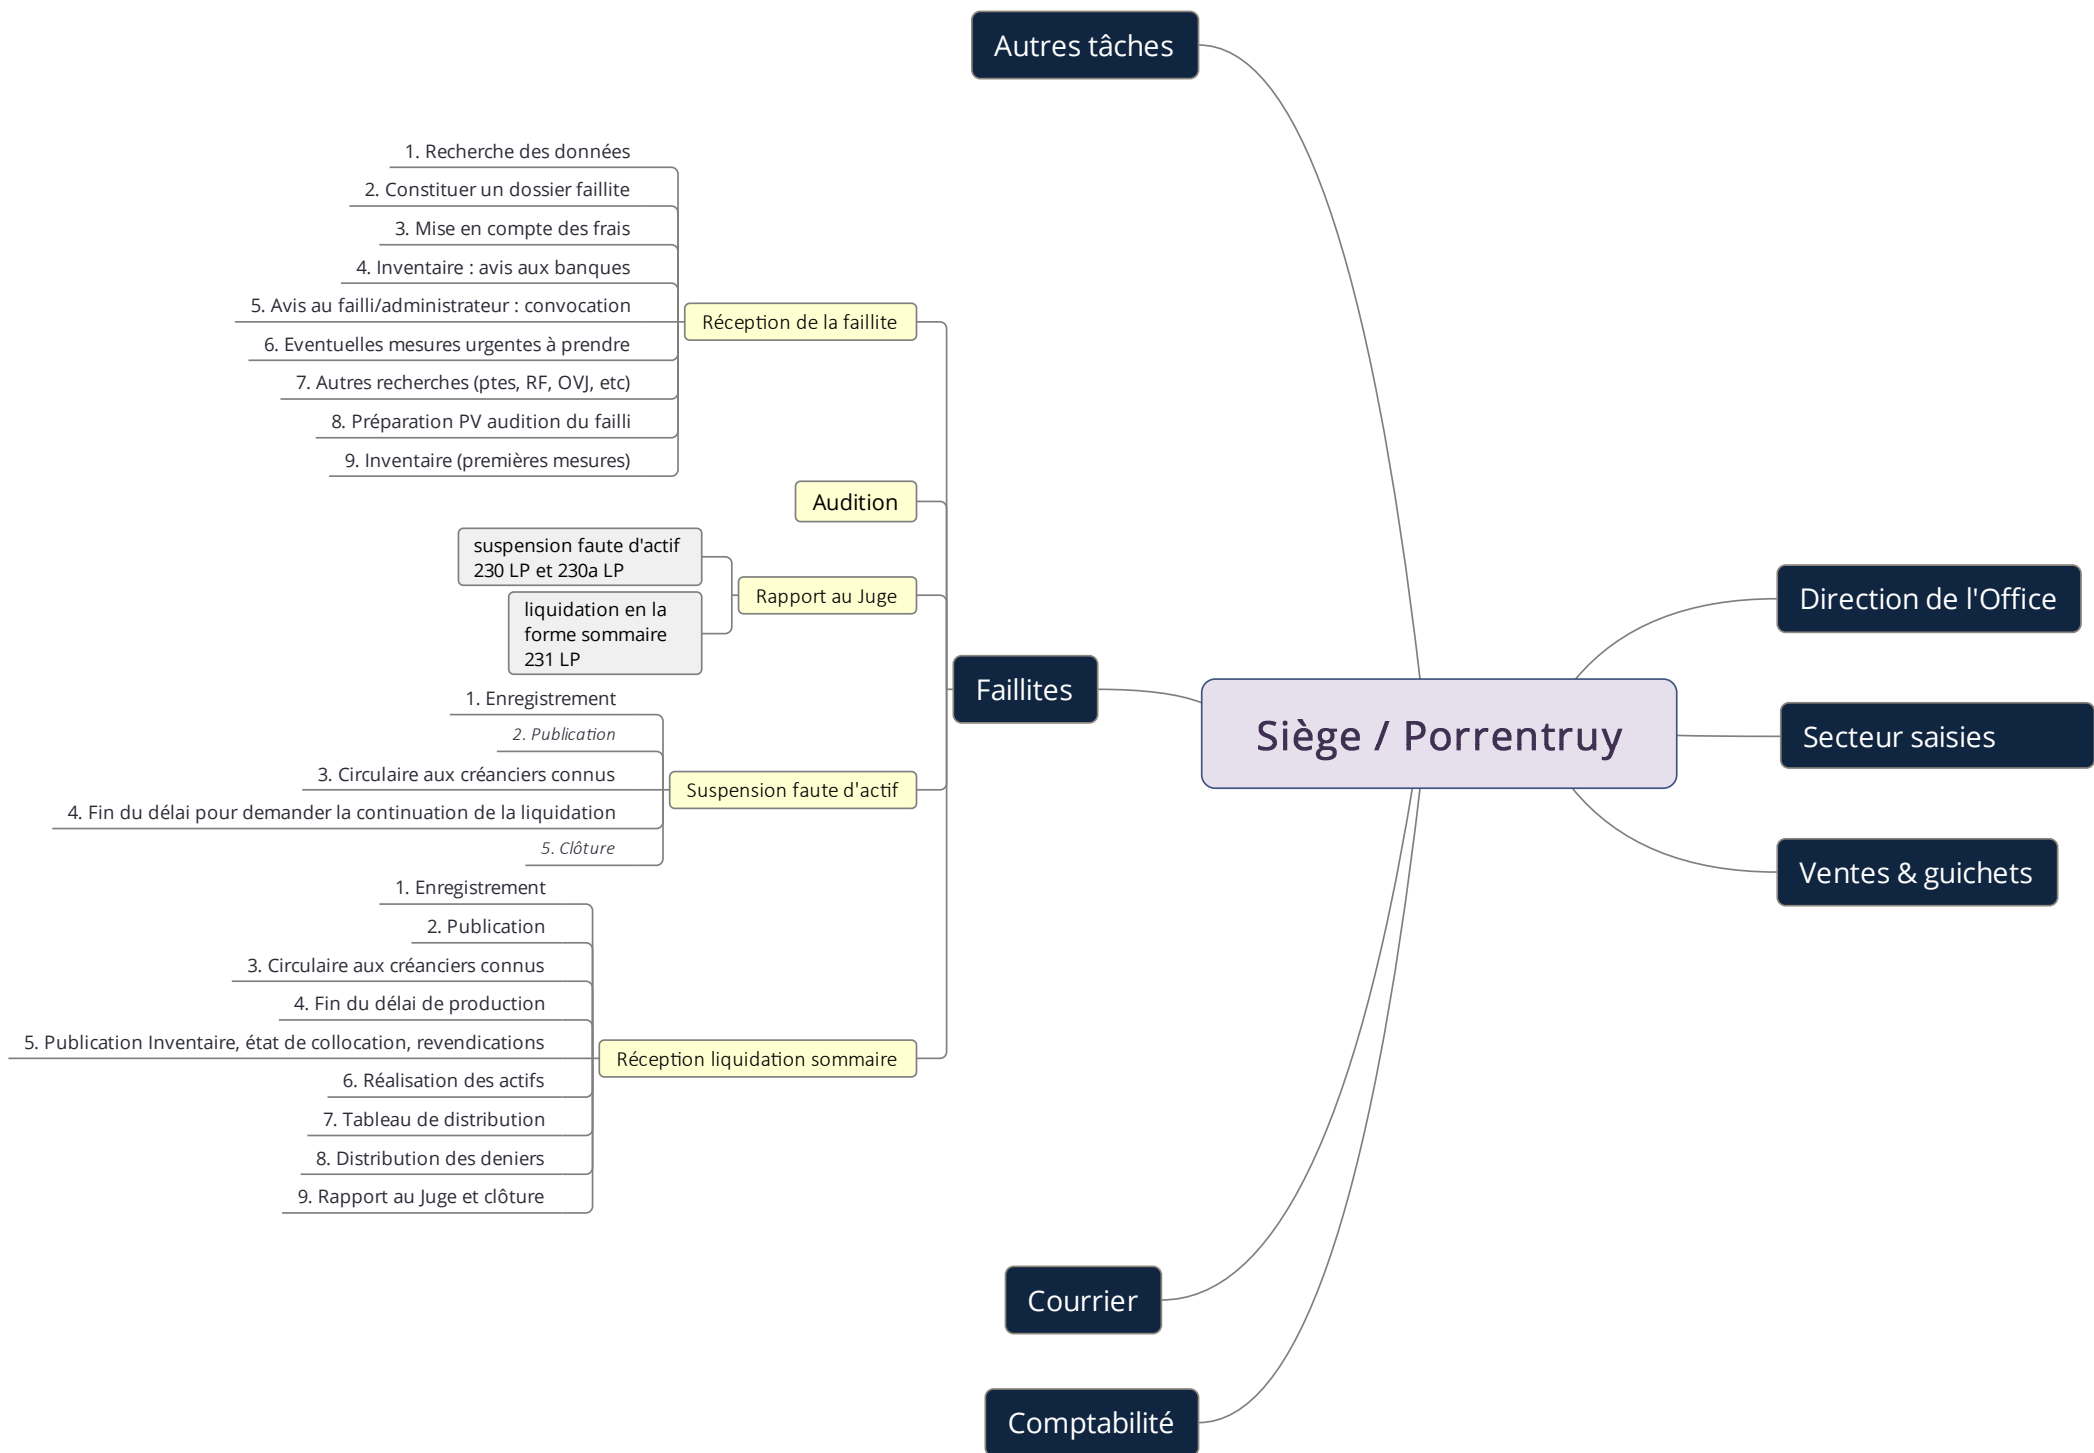 Autres tâches
1. Recherche des données
2. Constituer un dossier faillite
3. Mise en compte des frais
4. Inventaire : avis aux banques
5. Avis au failli/administrateur : convocation
6. Eventuelles mesures urgentes à prendre
7. Autres recherches (ptes, RF, OVJ, etc)
8. Préparation PV audition du failli
9. Inventaire (premières mesures)
Réception de la faillite
Audition
suspension faute d'actif
230 LP et 230a LP
liquidation en la
forme sommaire
231 LP
Rapport au Juge
1. Enregistrement
2. Publication
3. Circulaire aux créanciers connus
4. Fin du délai pour demander la continuation de la liquidation
5. Clôture
Suspension faute d'actif
1. Enregistrement
2. Publication
3. Circulaire aux créanciers connus
4. Fin du délai de production
5. Publication Inventaire, état de collocation, revendications
6. Réalisation des actifs
7. Tableau de distribution
8. Distribution des deniers
9. Rapport au Juge et clôture
Réception liquidation sommaire
Faillites
Siège / Porrentruy
Direction de l'Office
Secteur saisies
Ventes & guichets
Courrier
Comptabilité